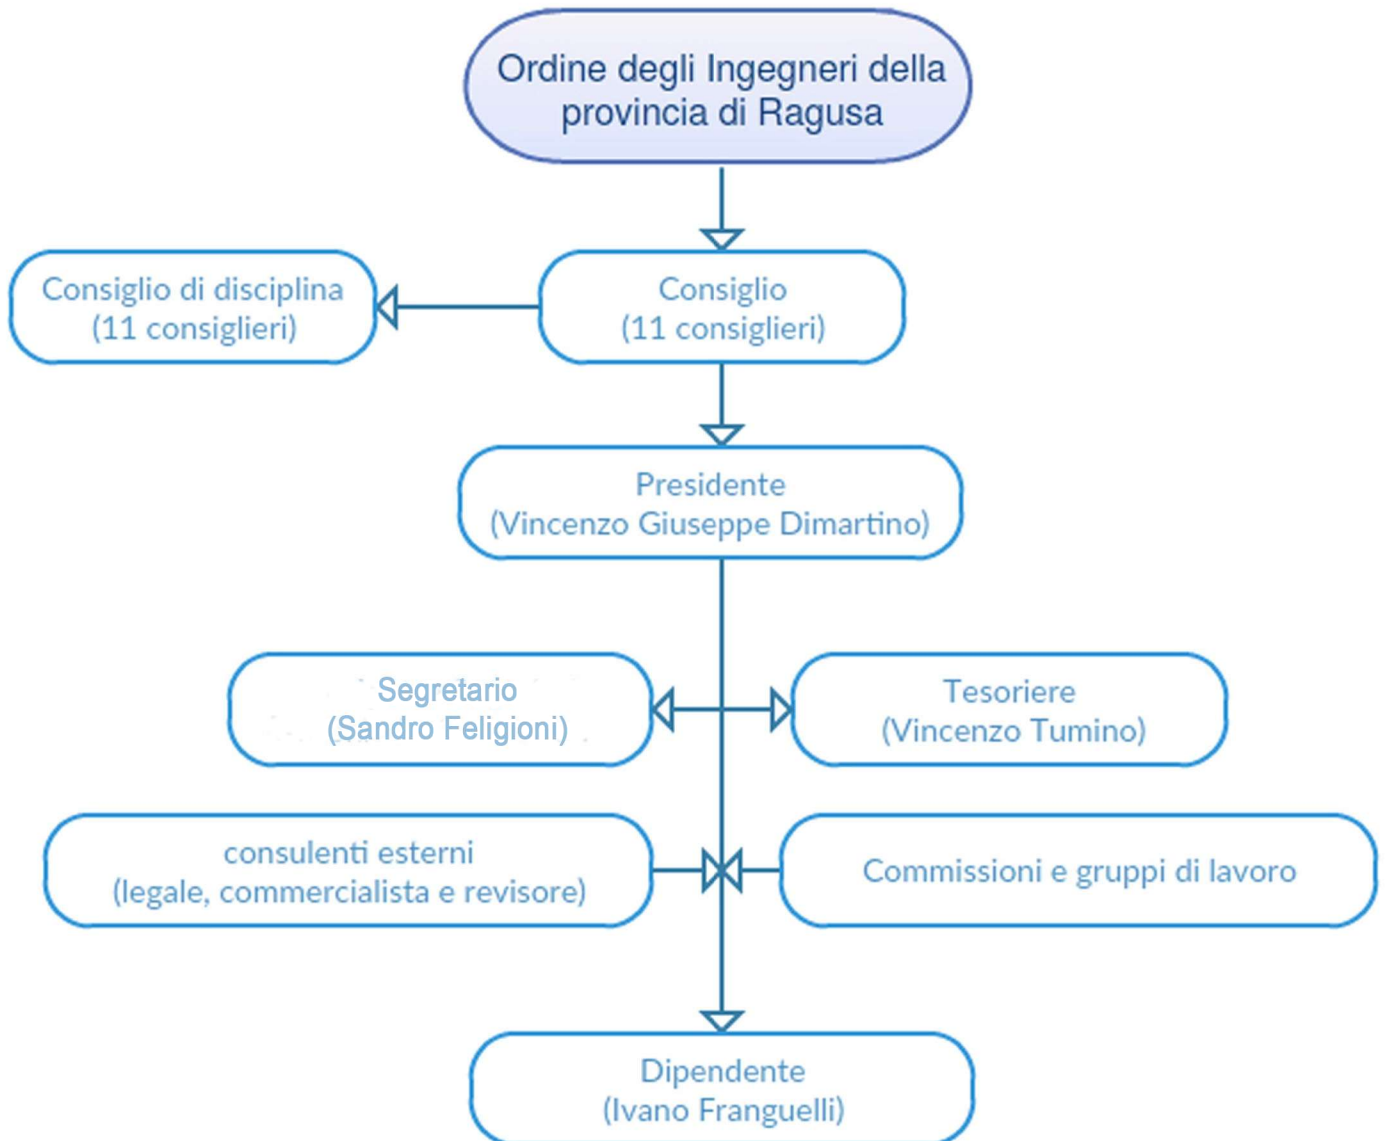 Ordine degli Ingegneri della
provincia di Ragusa
Consiglio di disciplina
(11 consiglieri)
Consiglio
(11 consiglieri)
Presidente
(Vincenzo Giuseppe Dimartino)
Segretario
(Sandro Feligioni)
Tesoriere
(Vincenzo Tumino)
consulenti esterni
(legale, commercialista e revisore)
Commissioni e gruppi di lavoro
Dipendente
(Ivano Franguelli)